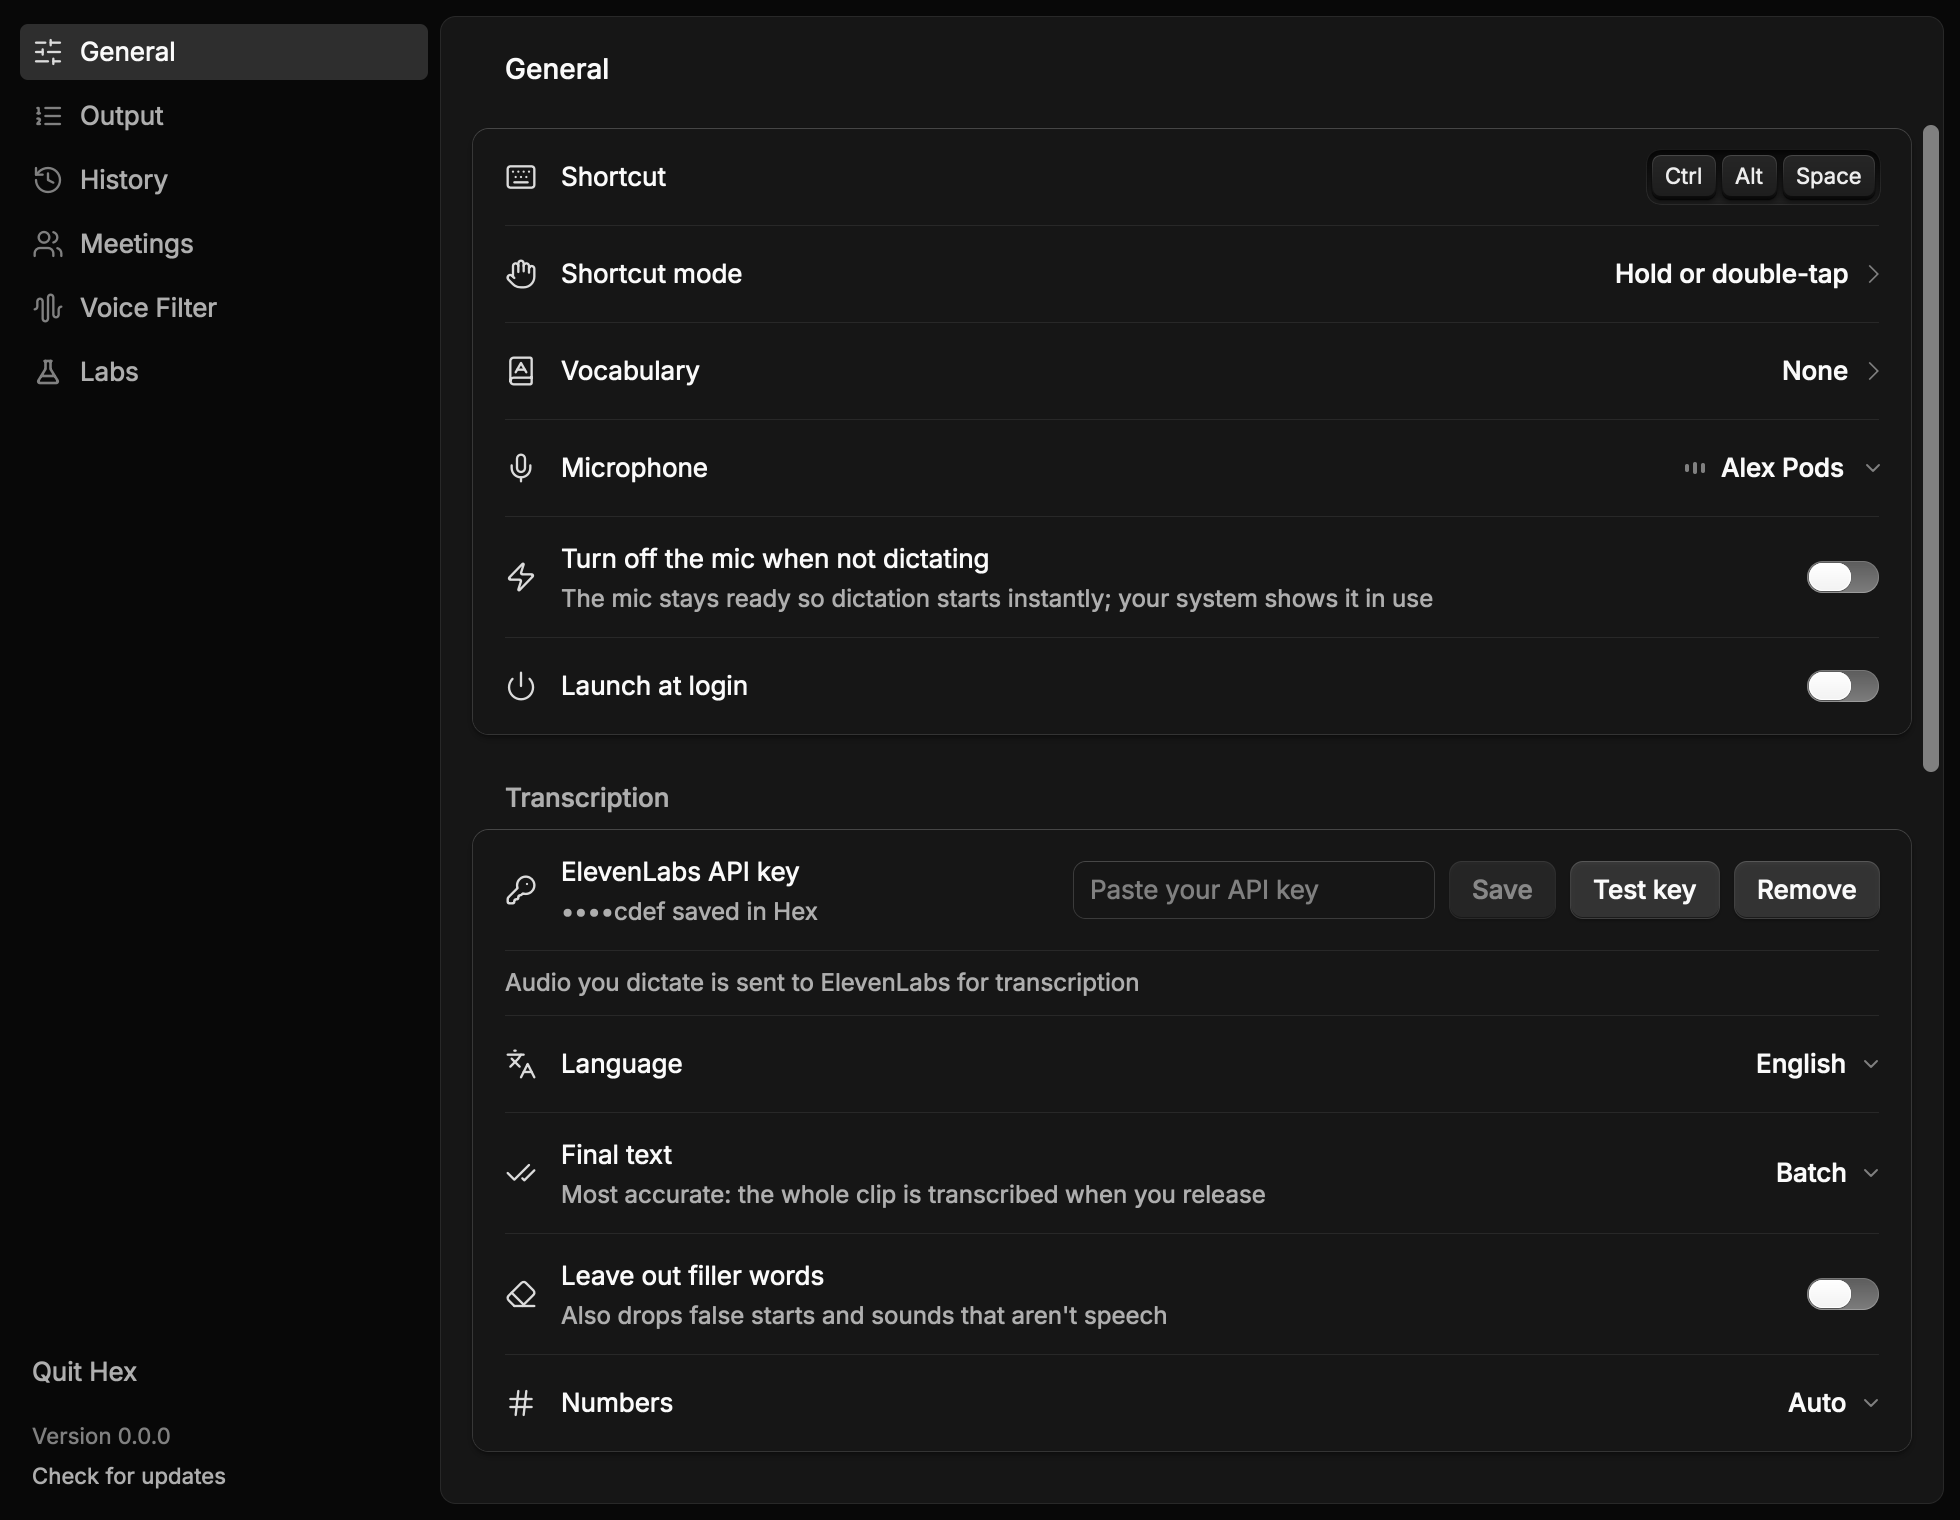 General
Output
History
Meetings
Voice Filter
Labs
Quit Hex
Version 0.0.0
Check for updates
General
Shortcut
Ctrl Alt Space
Shortcut mode
Hold or double-tap
Vocabulary
None
Microphone
Alex Pods
Turn off the mic when not dictating
The mic stays ready so dictation starts instantly; your system shows it in use
Launch at login
Transcription
ElevenLabs API key
••••cdef saved in Hex
Paste your API key
Save
Test key
Remove
Audio you dictate is sent to ElevenLabs for transcription
Language
English
Final text
Most accurate: the whole clip is transcribed when you release
Batch
Leave out filler words
Also drops false starts and sounds that aren't speech
Numbers
Auto